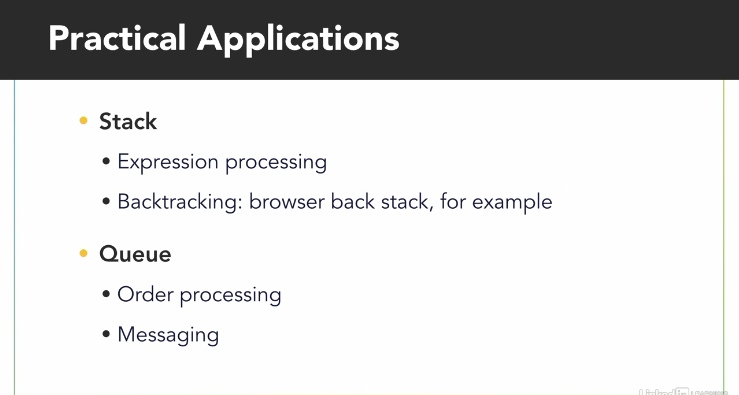 Practical Applications
• Stack
• Expression processing
• Backtracking: browser back stack, for example
• Queue
• Order processing
• Messaging